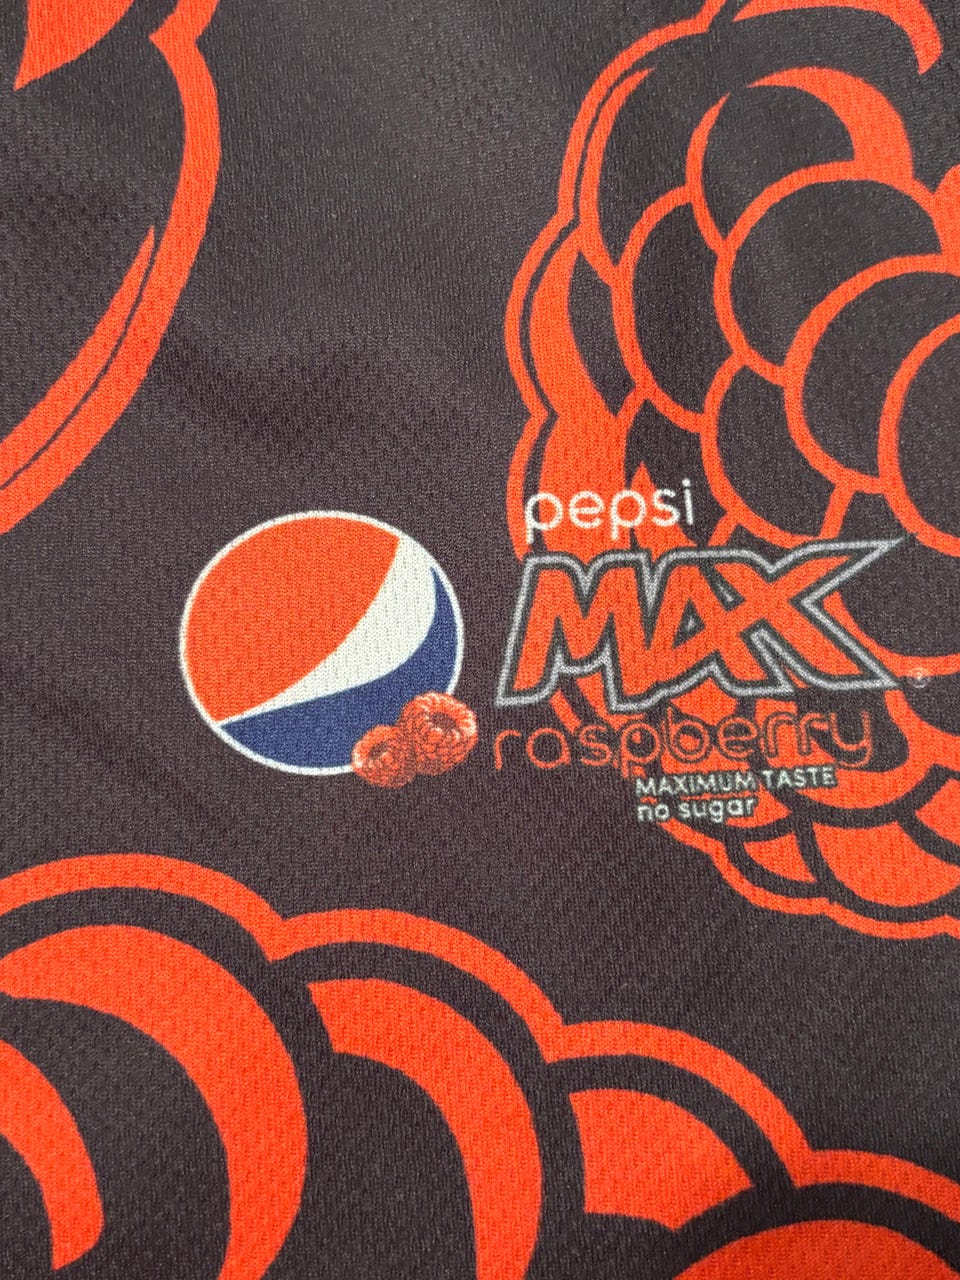 pepsi
MAX®
raspberry
MAXIMUM TASTE
no sugar